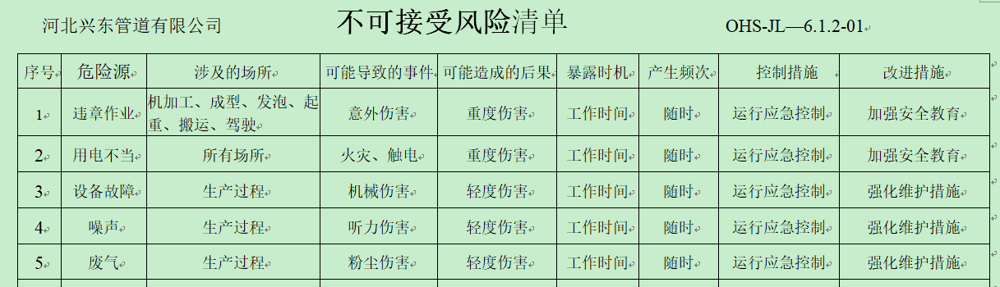 河北兴东管道有限公司 不可接受风险清单 OHS-JL—6.1.2-01
序号 危险源 涉及的场所 可能导致的事件 可能造成的后果 暴露时机 产生频次 控制措施 改进措施
1 违章作业 机加工、成型、发泡、起重、搬运、驾驶 意外伤害 重度伤害 工作时间 随时 运行应急控制 加强安全教育
2 用电不当 所有场所 火灾、触电 重度伤害 工作时间 随时 运行应急控制 加强安全教育
3 设备故障 生产过程 机械伤害 轻度伤害 工作时间 随时 运行应急控制 强化维护措施
4 噪声 生产过程 听力伤害 轻度伤害 工作时间 随时 运行应急控制 强化维护措施
5 废气 生产过程 粉尘伤害 轻度伤害 工作时间 随时 运行应急控制 强化维护措施